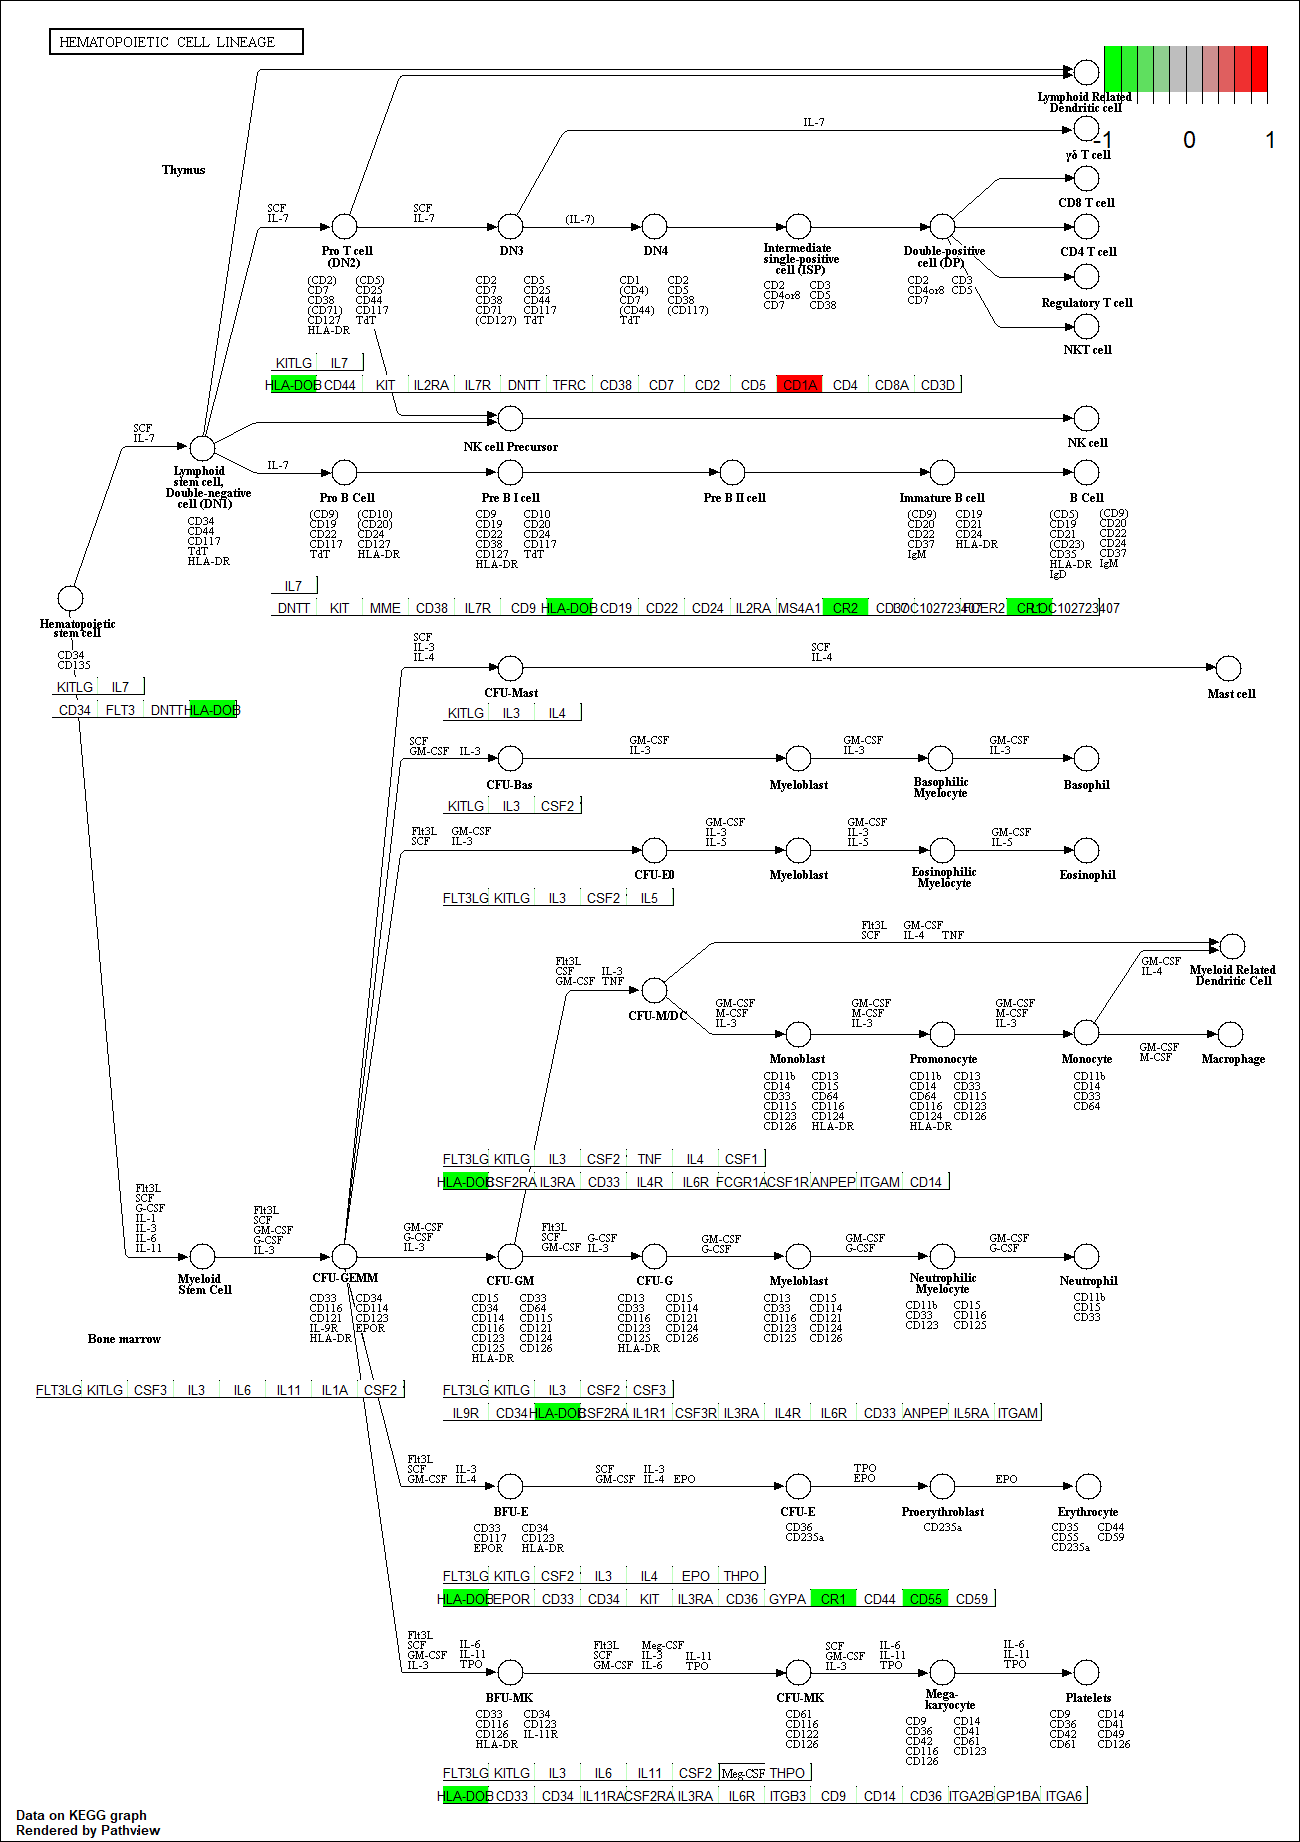 HEMATOPOIETIC CELL LINEAGE
-1 0 1
Lymphoid Related
Dendritic cell
IL-7
γδ T cell
Thymus
CD8 T cell
SCF
IL-7
SCF
IL-7
(IL-7)
Pro T cell
(DN2)
DN3
DN4
Intermediate
single-positive
cell (ISP)
Double-positive
cell (DP)
CD4 T cell
Regulatory T cell
NKT cell
(CD2) (CD5)
CD7 CD25
CD38 CD44
(CD71) CD117
CD127 TdT
HLA-DR
CD2 CD5
CD7 CD25
CD38 CD44
CD71 CD117
(CD127) TdT
CD1 CD2
(CD4) CD5
CD7 CD38
(CD44) (CD117)
TdT
CD2 CD3
CD4or8 CD5
CD7 CD38
CD2 CD3
CD4or8 CD5
CD7
KITLG IL7
HLA-DOB CD44 KIT IL2RA IL7R DNTT TFRC CD38 CD7 CD2 CD5 CD1A CD4 CD8A CD3D
SCF
IL-7
NK cell Precursor
NK cell
Lymphoid
stem cell,
Double-negative
cell (DN1)
IL-7
Pro B Cell
Pre B I cell
Pre B II cell
Immature B cell
B Cell
CD34
CD44
CD117
TdT
HLA-DR
(CD9) (CD10)
CD19 (CD20)
CD22 CD24
CD117 CD127
TdT HLA-DR
CD9 CD10
CD19 CD20
CD22 CD24
CD38 CD117
CD127 TdT
HLA-DR
(CD9) CD19
CD20 CD21
CD22 CD24
CD37 HLA-DR
IgM
(CD5) (CD9)
CD19 CD20
CD21 CD22
(CD23) CD24
CD35 CD37
HLA-DR IgM
IgD
IL7
DNTT KIT MME CD38 IL7R CD9 HLA-DOB CD19 CD22 CD24 IL2RA MS4A1 CR2 CD37 LOC102723407 FCER2 CR1 LOC102723407
Hematopoietic
stem cell
CD34
CD135
KITLG IL7
CD34 FLT3 DNTT HLA-DOB
SCF
IL-3
IL-4
SCF
IL-4
CFU-Mast
Mast cell
KITLG IL3 IL4
SCF
GM-CSF IL-3
GM-CSF
IL-3
GM-CSF
IL-3
GM-CSF
IL-3
CFU-Bas
Myeloblast
Basophilic
Myelocyte
Basophil
KITLG IL3 CSF2
Flt3L GM-CSF
SCF IL-3
GM-CSF
IL-3
IL-5
GM-CSF
IL-3
IL-5
GM-CSF
IL-5
CFU-E0
Myeloblast
Eosinophilic
Myelocyte
Eosinophil
FLT3LG KITLG IL3 CSF2 IL5
Flt3L GM-CSF
SCF IL-4 TNF
Flt3L
CSF IL-3
GM-CSF TNF
GM-CSF
IL-4
Myeloid Related
Dendritic Cell
CFU-M/DC
GM-CSF
M-CSF
IL-3
GM-CSF
M-CSF
IL-3
GM-CSF
M-CSF
IL-3
GM-CSF
M-CSF
Monoblast
Promonocyte
Monocyte
Macrophage
CD11b CD13
CD14 CD15
CD33 CD64
CD115 CD116
CD123 CD124
CD126 HLA-DR
CD11b CD13
CD14 CD33
CD64 CD115
CD116 CD123
CD124 CD126
HLA-DR
CD11b
CD14
CD33
CD64
FLT3LG KITLG IL3 CSF2 TNF IL4 CSF1
HLA-DOB CSF2RA IL3RA CD33 IL4R IL6R FCGR1A CSF1R ANPEP ITGAM CD14
Flt3L
SCF
G-CSF
IL-1
IL-3
IL-6
IL-11
Flt3L
SCF
GM-CSF
G-CSF
IL-3
GM-CSF
G-CSF
IL-3
Flt3L
SCF G-CSF
GM-CSF IL-3
GM-CSF
G-CSF
GM-CSF
G-CSF
GM-CSF
G-CSF
Myeloid
Stem Cell
CFU-GEMM
CFU-GM
CFU-G
Myeloblast
Neutrophilic
Myelocyte
Neutrophil
CD33 CD34
CD116 CD114
CD121 CD123
IL-9R EPOR
HLA-DR
CD15 CD33
CD34 CD64
CD114 CD115
CD116 CD121
CD123 CD124
CD125 CD126
HLA-DR
CD13 CD15
CD33 CD114
CD116 CD121
CD123 CD124
CD125 CD126
HLA-DR
CD13 CD15
CD33 CD114
CD116 CD121
CD123 CD124
CD125 CD126
CD11b CD15
CD33 CD116
CD123 CD125
CD11b
CD15
CD33
Bone marrow
FLT3LG KITLG CSF3 IL3 IL6 IL11 IL1A CSF2
FLT3LG KITLG IL3 CSF2 CSF3
IL9R CD34 HLA-DOB CSF2RA IL1R1 CSF3R IL3RA IL4R IL6R CD33 ANPEP IL5RA ITGAM
Flt3L
SCF IL-3
GM-CSF IL-4
SCF IL-3
GM-CSF IL-4 EPO
TPO
EPO
EPO
BFU-E
CFU-E
Proerythroblast
Erythrocyte
CD33 CD34
CD117 CD123
EPOR HLA-DR
CD36
CD235a
CD235a
CD35 CD44
CD55 CD59
CD235a
FLT3LG KITLG CSF2 IL3 IL4 EPO THPO
HLA-DOB EPOR CD33 CD34 KIT IL3RA CD36 GYPA CR1 CD44 CD55 CD59
Flt3L
SCF IL-6
GM-CSF IL-11
IL-3 TPO
Flt3L Meg-CSF
SCF IL-3 IL-11
GM-CSF IL-6 TPO
SCF IL-6
GM-CSF IL-11
IL-3 TPO
IL-6
IL-11
TPO
BFU-MK
CFU-MK
Mega-
karyocyte
Platelets
CD33 CD34
CD116 CD123
CD126 IL-11R
HLA-DR
CD61
CD116
CD122
CD126
CD9 CD14
CD36 CD41
CD42 CD61
CD116 CD123
CD126
CD9 CD14
CD36 CD41
CD42 CD49
CD61 CD126
FLT3LG KITLG IL3 IL6 IL11 CSF2 Meg-CSF THPO
HLA-DOB CD33 CD34 IL11RA CSF2RA IL3RA IL6R ITGB3 CD9 CD14 CD36 ITGA2B GP1BA ITGA6
Data on KEGG graph
Rendered by Pathview